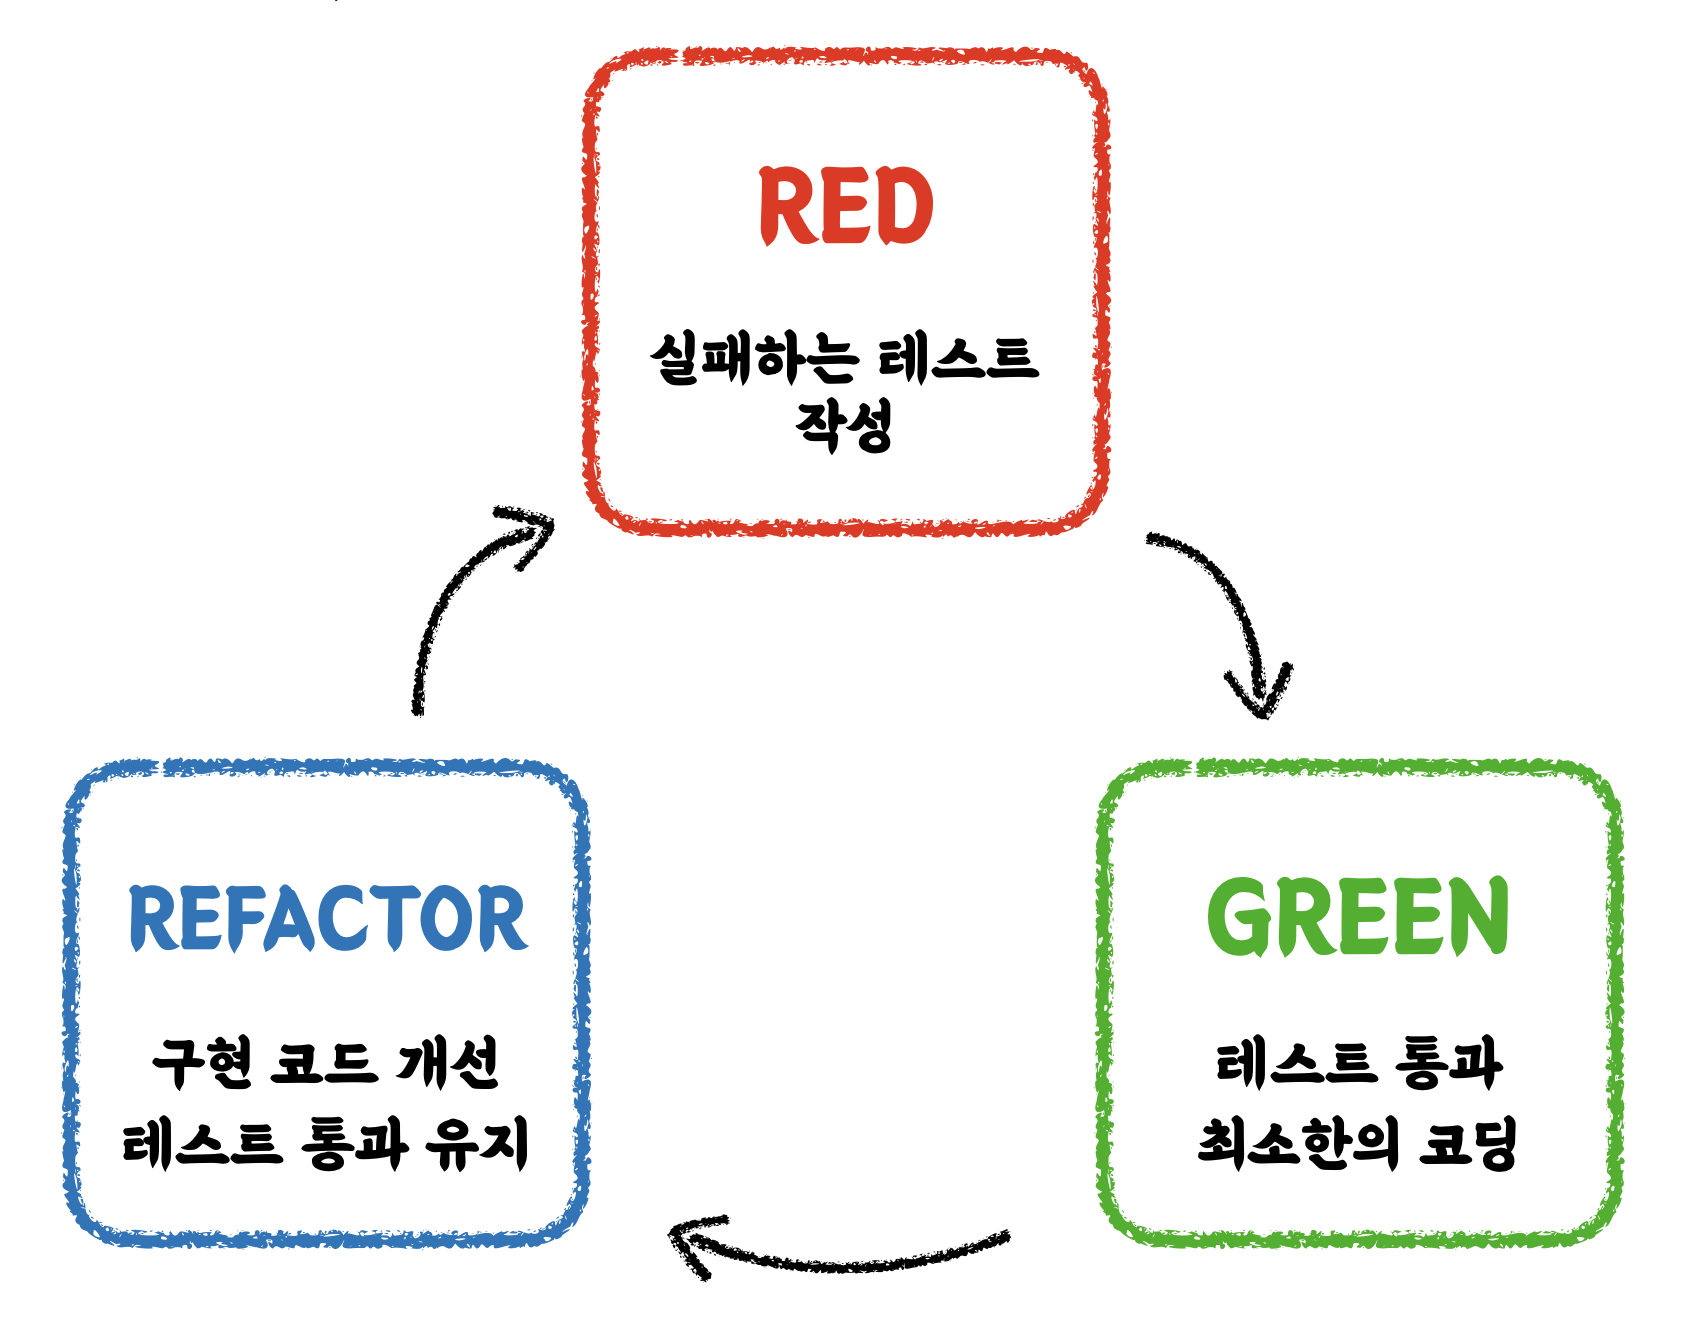 RED
실패하는 테스트
작성
REFACTOR
구현 코드 개선
테스트 통과 유지
GREEN
테스트 통과
최소한의 코딩